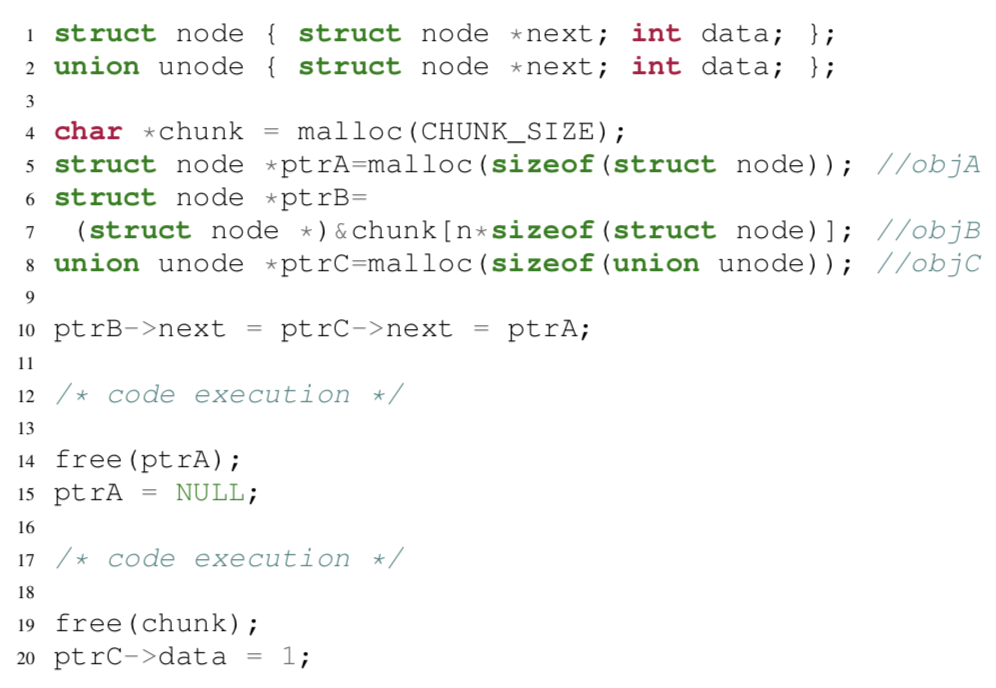 1 struct node { struct node *next; int data; };
2 union unode { struct node *next; int data; };
3
4 char *chunk = malloc(CHUNK_SIZE);
5 struct node *ptrA=malloc(sizeof(struct node)); //objA
6 struct node *ptrB=
7  (struct node *)&chunk[n*sizeof(struct node)]; //objB
8 union unode *ptrC=malloc(sizeof(union unode)); //objC
9
10 ptrB->next = ptrC->next = ptrA;
11
12 /* code execution */
13
14 free(ptrA);
15 ptrA = NULL;
16
17 /* code execution */
18
19 free(chunk);
20 ptrC->data = 1;